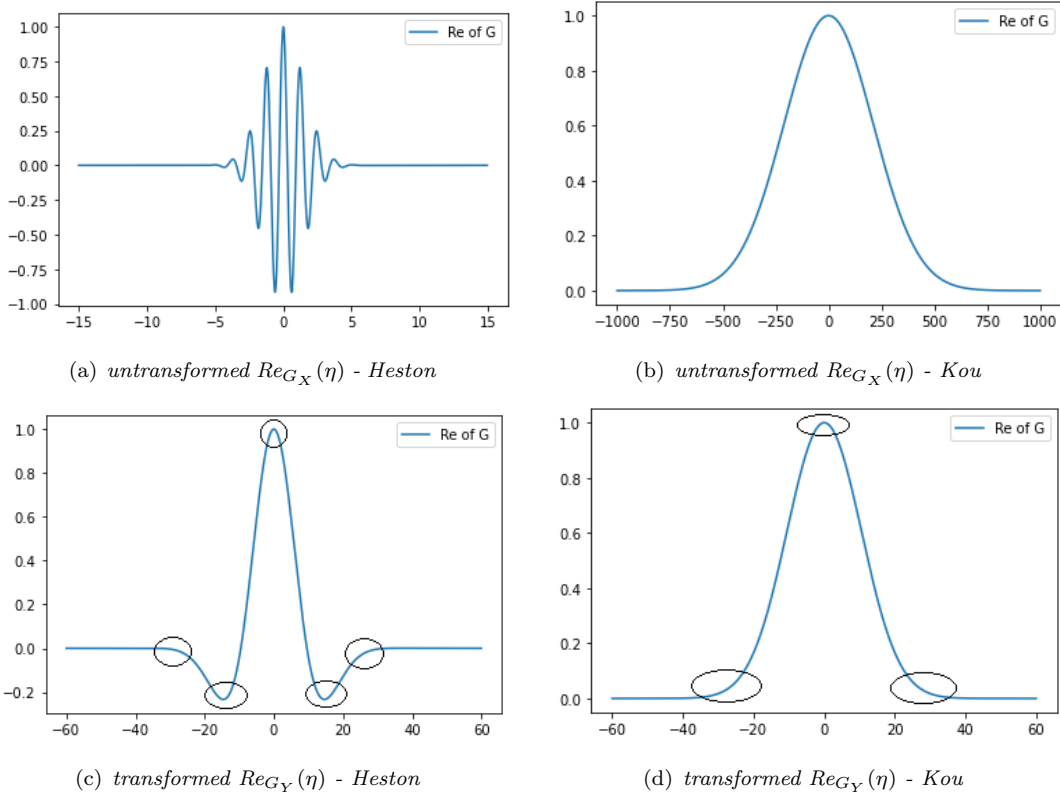 Re of G
1.00
0.75
0.50
0.25
0.00
−0.25
−0.50
−0.75
−1.00
−15 −10 −5 0 5 10 15
(a) untransformed Re_{G_X}(η) - Heston
Re of G
1.0
0.8
0.6
0.4
0.2
0.0
−1000 −750 −500 −250 0 250 500 750 1000
(b) untransformed Re_{G_X}(η) - Kou
Re of G
1.0
0.8
0.6
0.4
0.2
0.0
−0.2
−60 −40 −20 0 20 40 60
(c) transformed Re_{G_Y}(η) - Heston
Re of G
1.0
0.8
0.6
0.4
0.2
0.0
−60 −40 −20 0 20 40 60
(d) transformed Re_{G_Y}(η) - Kou